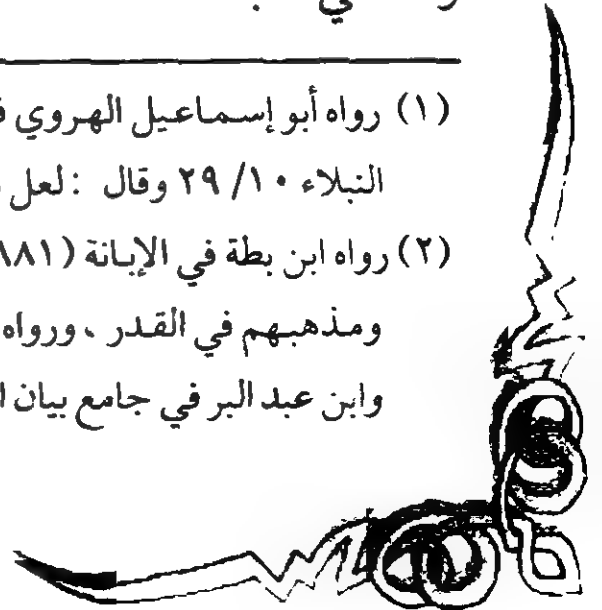 (١) رواه أبو إسماعيل الهروي
النبلاء ١٠/ ٢٩ وقال : لعل
(٢) رواه ابن بطة في الإبانة (٨٨١
ومذهبهم في القدر ، ورواه
وابن عبد البر في جامع بيان